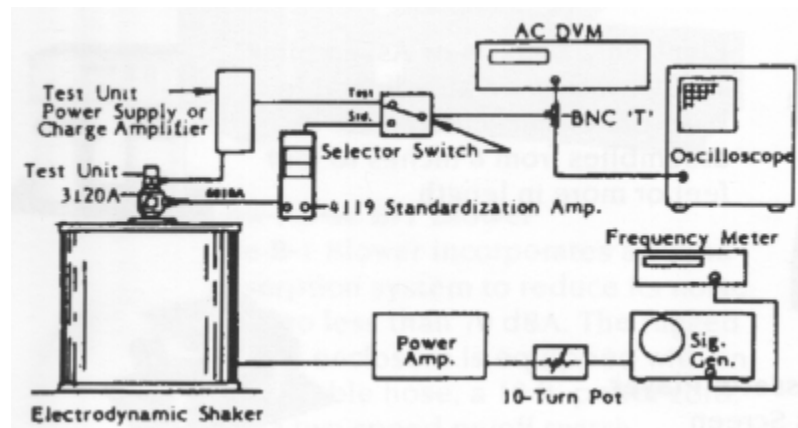 AC DVM
Test Unit
Power Supply or
Charge Amplifier
Test
Std.
BNC 'T'
Selector Switch
Oscilloscope
Test Unit
3120A
6010A
4119 Standardization Amp.
Frequency Meter
Power
Amp.
Sig.
Gen.
10-Turn Pot
Electrodynamic Shaker